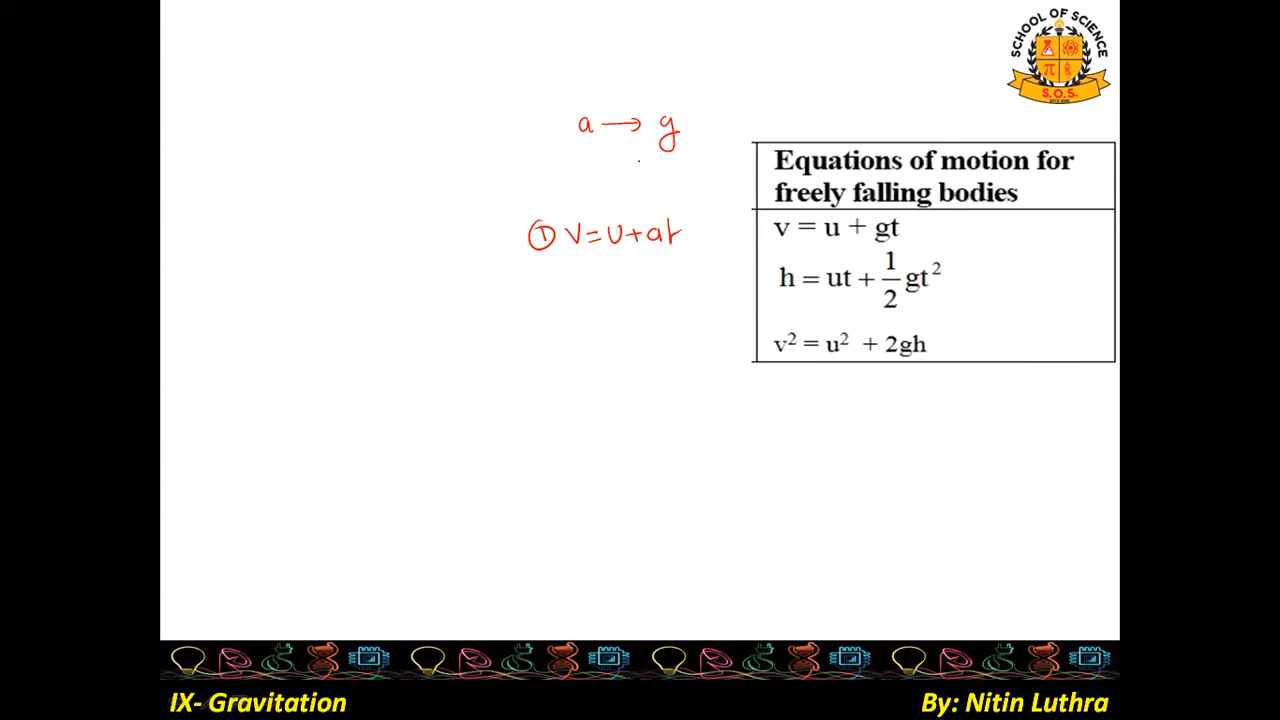 SCHOOL OF SCIENCE
π
S.O.S.
a → g
Equations of motion for
freely falling bodies
① v = u + at
v = u + gt
h = ut + 1/2 gt²
v² = u² + 2gh
IX- Gravitation
By: Nitin Luthra